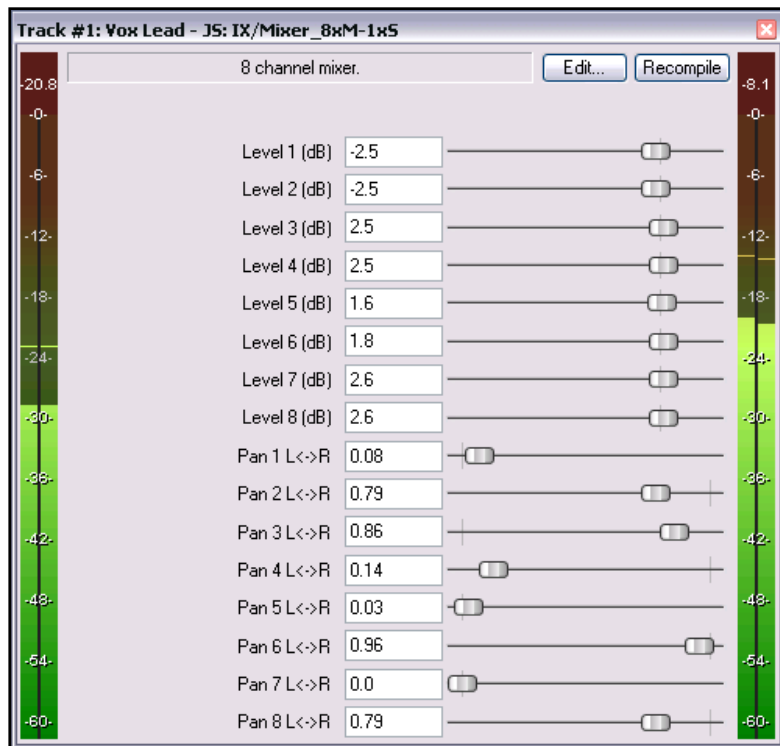 Track #1: Vox Lead - JS: IX/Mixer_8xM-1xS
8 channel mixer. Edit... Recompile
-20.8 -8.1
-0- -0-
Level 1 (dB) -2.5
-6- -6-
Level 2 (dB) -2.5
Level 3 (dB) 2.5
-12- -12-
Level 4 (dB) 2.5
-18- Level 5 (dB) 1.6 -18-
Level 6 (dB) 1.8
-24- -24-
Level 7 (dB) 2.6
-30- Level 8 (dB) 2.6 -30-
Pan 1 L<->R 0.08
-36- -36-
Pan 2 L<->R 0.79
Pan 3 L<->R 0.86
-42- -42-
Pan 4 L<->R 0.14
-48- Pan 5 L<->R 0.03 -48-
Pan 6 L<->R 0.96
-54- -54-
Pan 7 L<->R 0.0
-60- Pan 8 L<->R 0.79 -60-